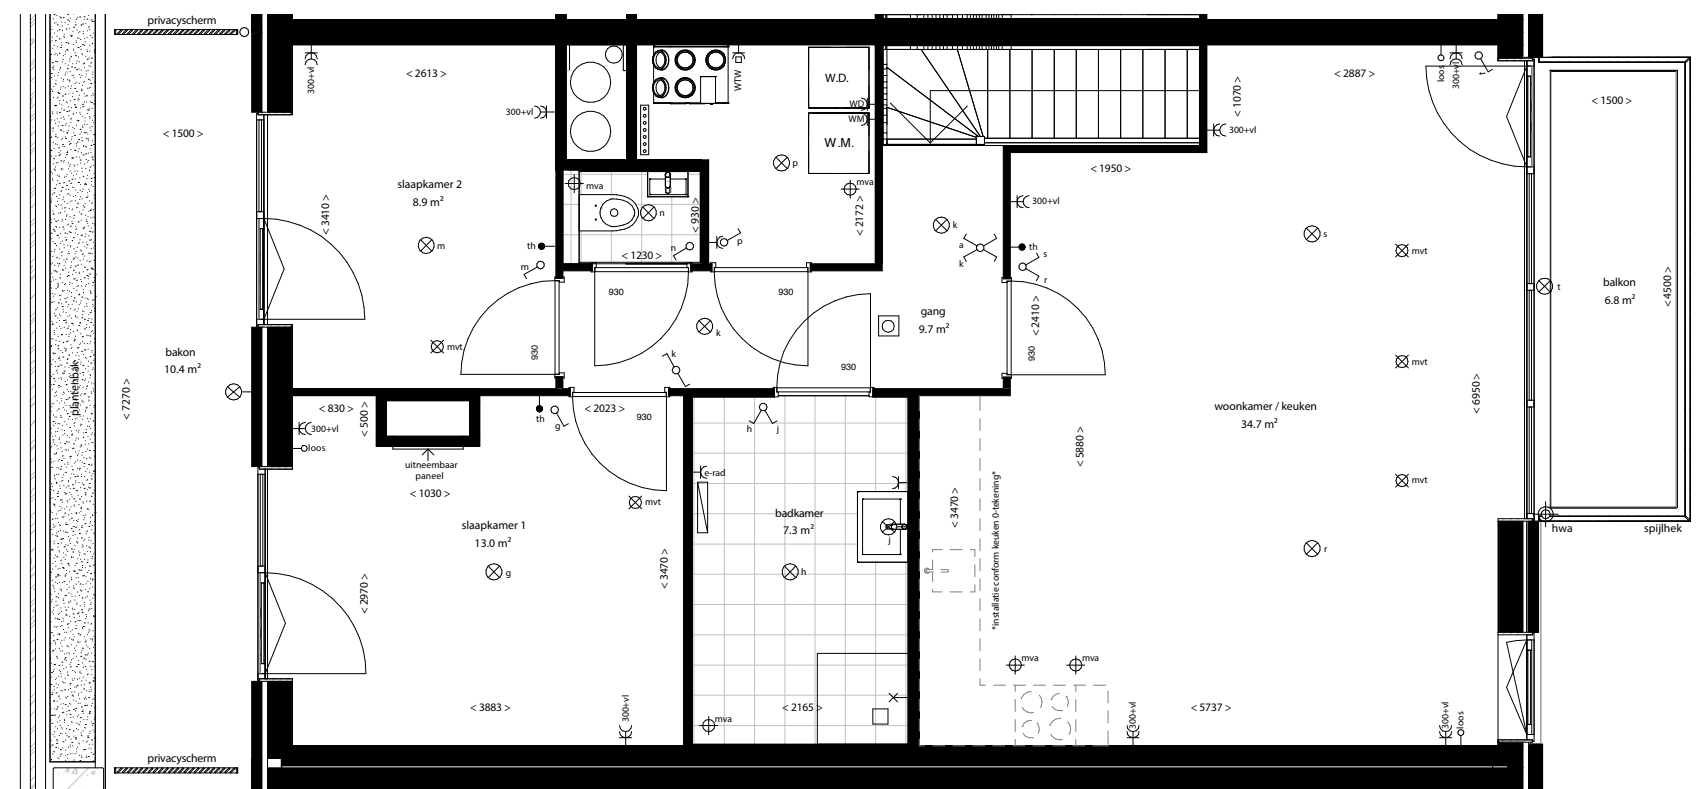 privacyscherm
< 1500 >
plantenbak
bakon
10.4 m²
< 7270 >
privacyscherm
300+vl
< 2613 >
300+vl
slaapkamer 2
8.9 m²
< 3410 >
m
th
m
mvt
930
mva
n
< 930 >
< 1230 >
n
WTW
W.D.
WD
WM
W.M.
p
mva
< 2172 >
p
930
930
k
k
930
gang
9.7 m²
k
a
k
< 830 >
< 500 >
300+vl
loos
uitneembaar
paneel
< 1030 >
th
g
< 2023 >
930
mvt
slaapkamer 1
13.0 m²
g
< 2970 >
< 3470 >
< 3883 >
300+vl
h
j
e-rad
badkamer
7.3 m²
j
h
mva
< 2165 >
< 1070 >
300+vl
< 1950 >
300+vl
th
s
r
< 2410 >
930
< 2887 >
loos
300+vl
t
s
mvt
mvt
mvt
woonkamer / keuken
34.7 m²
< 6950 >
< 5880 >
< 3470 >
*installatie conform keuken 0-tekening*
r
mva
mva
300+vl
< 5737 >
300+vl
loos
< 1500 >
t
balkon
6.8 m²
< 4500 >
hwa
spijlhek